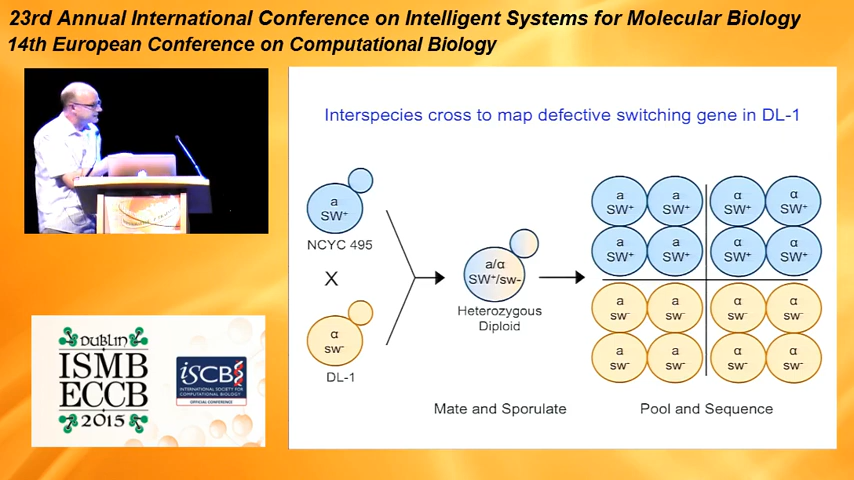 23rd Annual International Conference on Intelligent Systems for Molecular Biology
14th European Conference on Computational Biology
Interspecies cross to map defective switching gene in DL-1
a
SW⁺
NCYC 495
X
α
sw⁻
DL-1
a/α
SW⁺/sw-
Heterozygous
Diploid
a a α α
SW⁺ SW⁺ SW⁺ SW⁺
a a α α
SW⁺ SW⁺ SW⁺ SW⁺
a a α α
sw⁻ sw⁻ sw⁻ sw⁻
a a α α
sw⁻ sw⁻ sw⁻ sw⁻
Mate and Sporulate
Pool and Sequence
DUBLIN
ISMB
ECCB
2015
ISCB
INTERNATIONAL SOCIETY FOR
COMPUTATIONAL BIOLOGY
OFFICIAL CONFERENCE